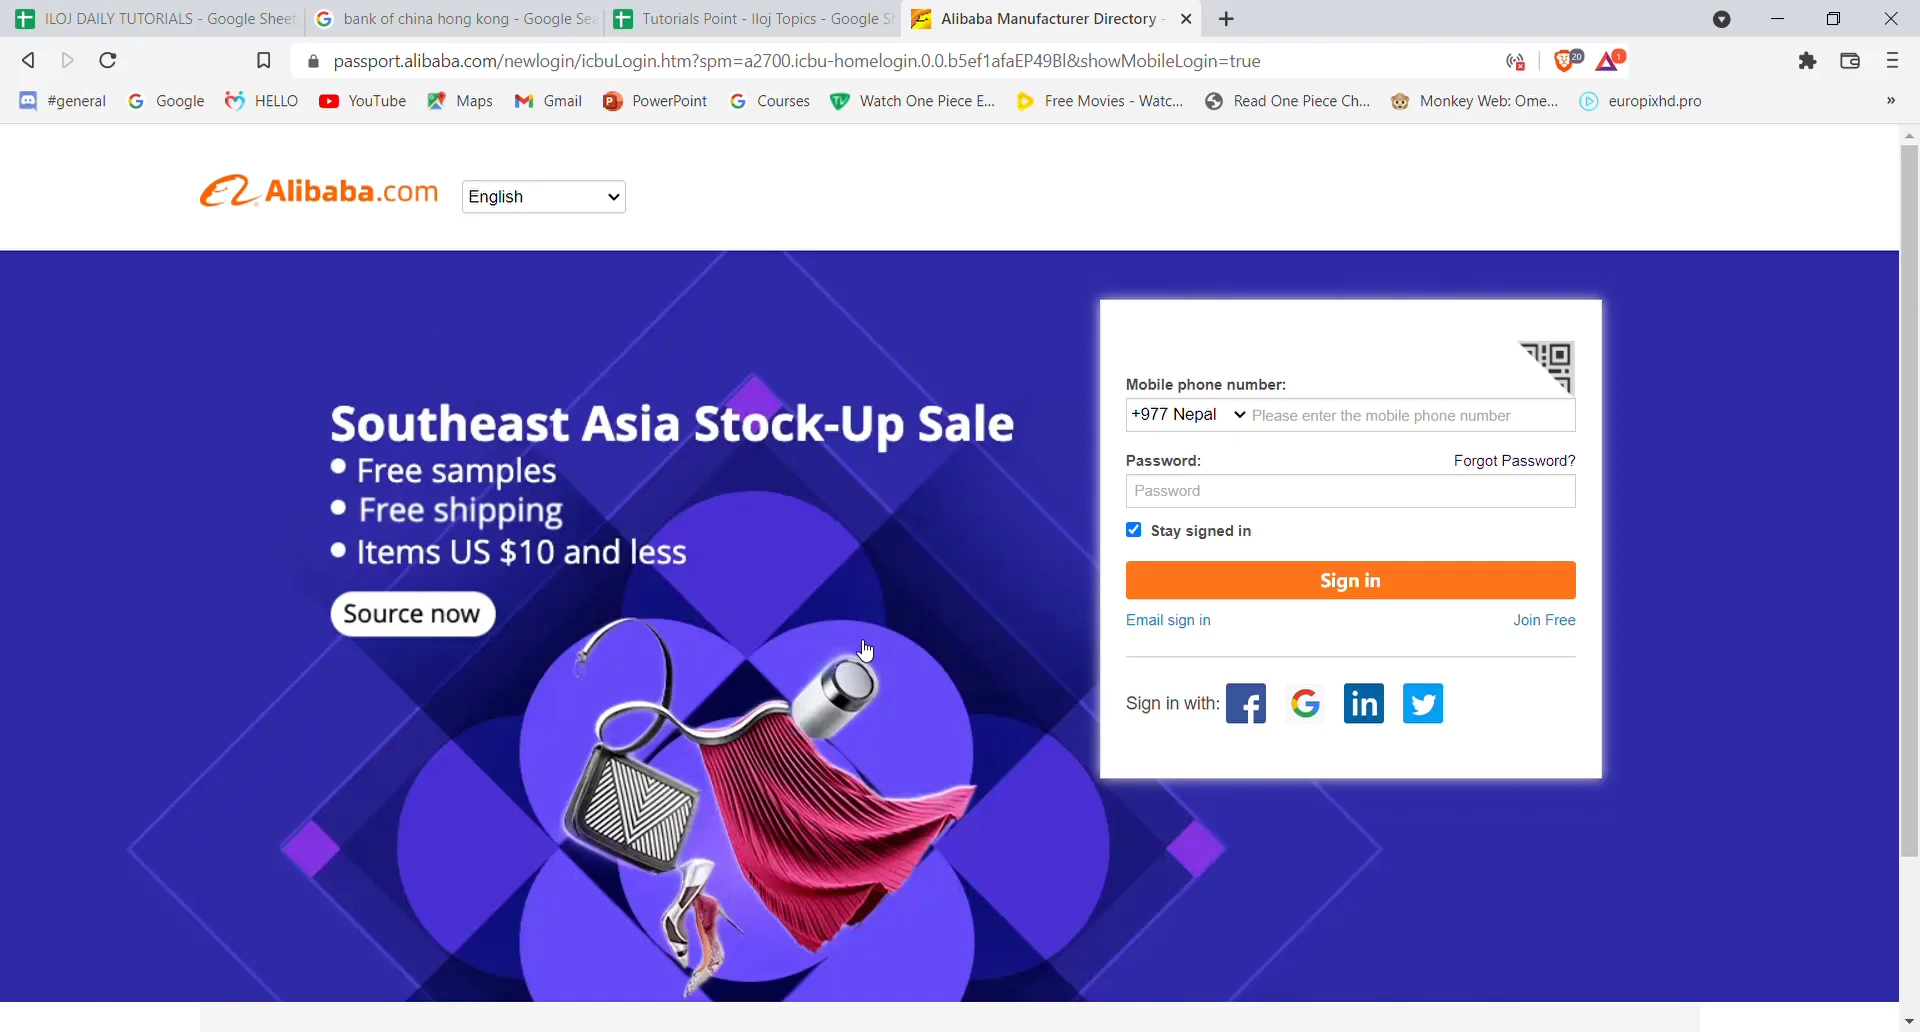 ILOJ DAILY TUTORIALS - Google Sheet
bank of china hong kong - Google Se
Tutorials Point - Iloj Topics - Google S
Alibaba Manufacturer Directory -
passport.alibaba.com/newlogin/icbuLogin.htm?spm=a2700.icbu-homelogin.0.0.b5ef1afaEP49Bl&showMobileLogin=true
20
1
#general
Google
HELLO
YouTube
Maps
Gmail
PowerPoint
Courses
Watch One Piece E...
Free Movies - Watc...
Read One Piece Ch...
Monkey Web: Ome...
europixhd.pro
»
Alibaba.com
English
Southeast Asia Stock-Up Sale
• Free samples
• Free shipping
• Items US $10 and less
Source now
Mobile phone number:
+977 Nepal
Please enter the mobile phone number
Password:
Forgot Password?
Password
Stay signed in
Sign in
Email sign in
Join Free
Sign in with: